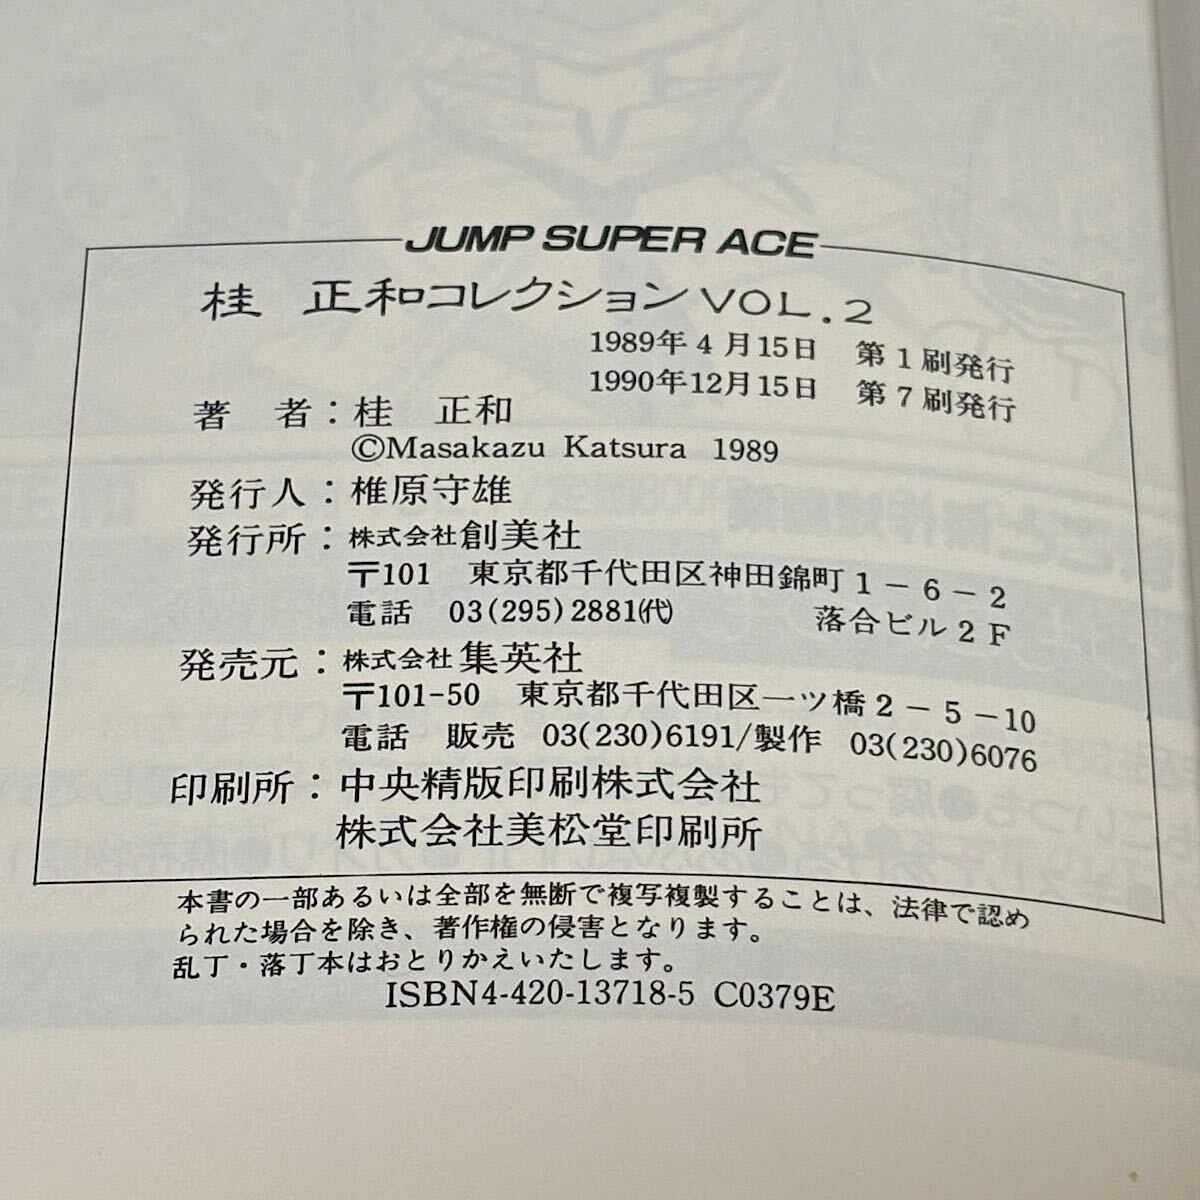 JUMP SUPER ACE
桂 正和コレクションVOL.2
1989年4月15日 第1刷発行
1990年12月15日 第7刷発行
著 者：桂 正和
©Masakazu Katsura 1989
発行人：椎原守雄
発行所：株式会社創美社
〒101 東京都千代田区神田錦町1-6-2
電話 03(295)2881㈹ 落合ビル2F
発売元：株式会社集英社
〒101-50 東京都千代田区一ツ橋2-5-10
電話 販売 03(230)6191/製作 03(230)6076
印刷所：中央精版印刷株式会社
株式会社美松堂印刷所
本書の一部あるいは全部を無断で複写複製することは、法律で認め
られた場合を除き、著作権の侵害となります。
乱丁・落丁本はおとりかえいたします。
ISBN4-420-13718-5 C0379E